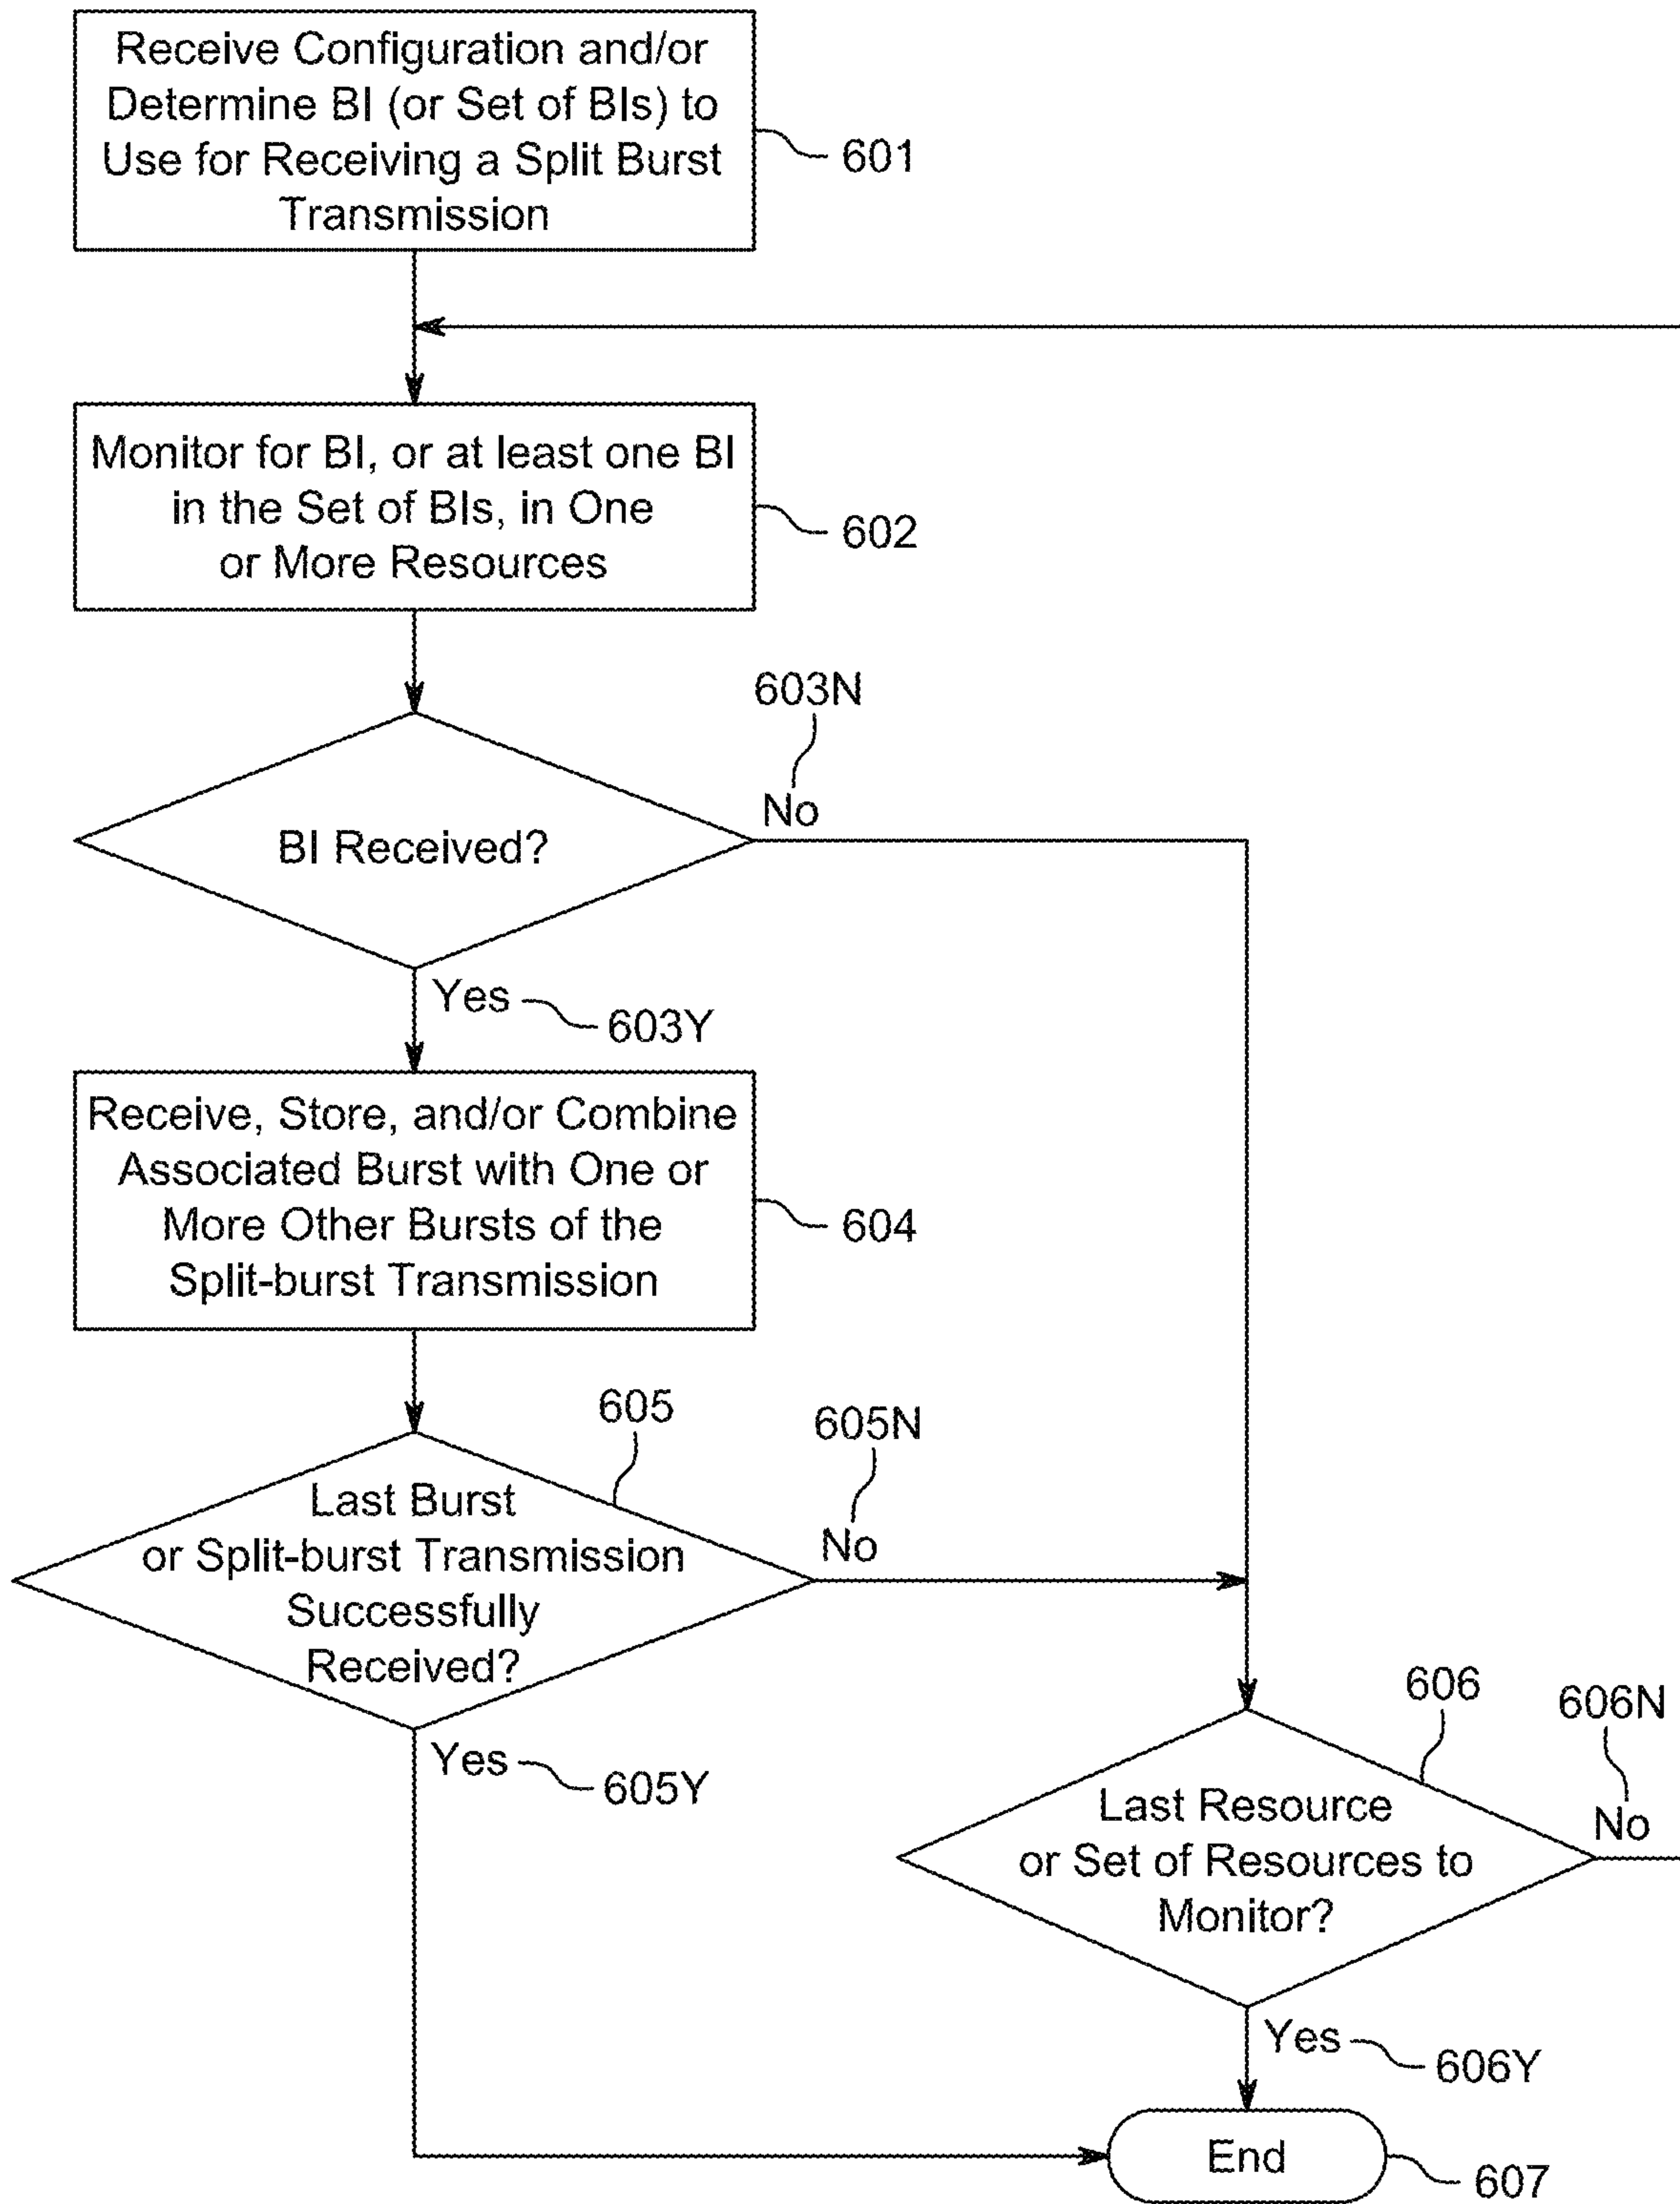 Receive Configuration and/or
Determine BI (or Set of BIs) to
Use for Receiving a Split Burst
Transmission
601
Monitor for BI, or at least one BI
in the Set of BIs, in One
or More Resources
602
603N
No
BI Received?
Yes
603Y
Receive, Store, and/or Combine
Associated Burst with One or
More Other Bursts of the
Split-burst Transmission
604
605
605N
No
Last Burst
or Split-burst Transmission
Successfully
Received?
Yes
605Y
606
606N
No
Last Resource
or Set of Resources to
Monitor?
Yes
606Y
End
607